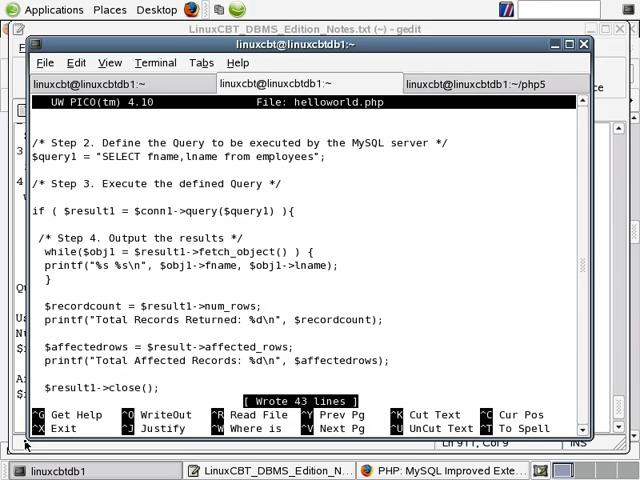 Applications Places Desktop
LinuxCBT_DBMS_Edition_Notes.txt (~) - gedit
linuxcbt@linuxcbtdb1:~
File Edit View Terminal Tabs Help
linuxcbt@linuxcbtdb1:~ linuxcbt@linuxcbtdb1:~ linuxcbt@linuxcbtdb1:~/php5
UW PICO(tm) 4.10 File: helloworld.php
/* Step 2. Define the Query to be executed by the MySQL server */
$query1 = "SELECT fname,lname from employees";
/* Step 3. Execute the defined Query */
if ( $result1 = $conn1->query($query1) ){
/* Step 4. Output the results */
while($obj1 = $result1->fetch_object() ) {
printf("%s %s\n", $obj1->fname, $obj1->lname);
}
$recordcount = $result1->num_rows;
printf("Total Records Returned: %d\n", $recordcount);
$affectedrows = $result->affected_rows;
printf("Total Affected Records: %d\n", $affectedrows);
$result1->close();
[ Wrote 43 lines ]
^G Get Help ^O WriteOut ^R Read File ^Y Prev Pg ^K Cut Text ^C Cur Pos
^X Exit ^J Justify ^W Where is ^V Next Pg ^U UnCut Text ^T To Spell
Ln 911, Col 9 INS
linuxcbtdb1 LinuxCBT_DBMS_Edition_N... PHP: MySQL Improved Exte...